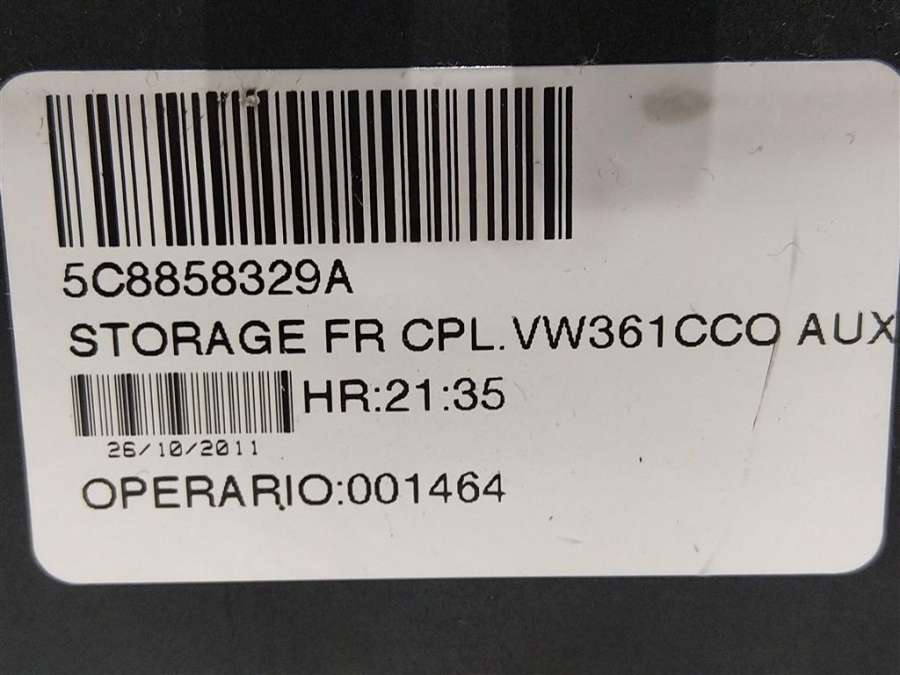 5C8858329A
STORAGE FR CPL.VW361CCO AUX
HR:21:35
26/10/2011
OPERARIO:001464